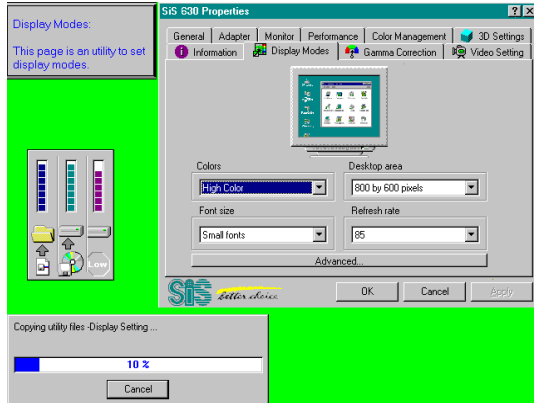 Display Modes:
This page is an utility to set
display modes.
SiS 630 Properties
General Adapter Monitor Performance Color Management 3D Settings
Information Display Modes Gamma Correction Video Setting
Colors
High Color
Desktop area
800 by 600 pixels
Font size
Small fonts
Refresh rate
85
Advanced...
SiS better choice
OK Cancel Apply
Low
Copying utility files -Display Setting ...
10 %
Cancel